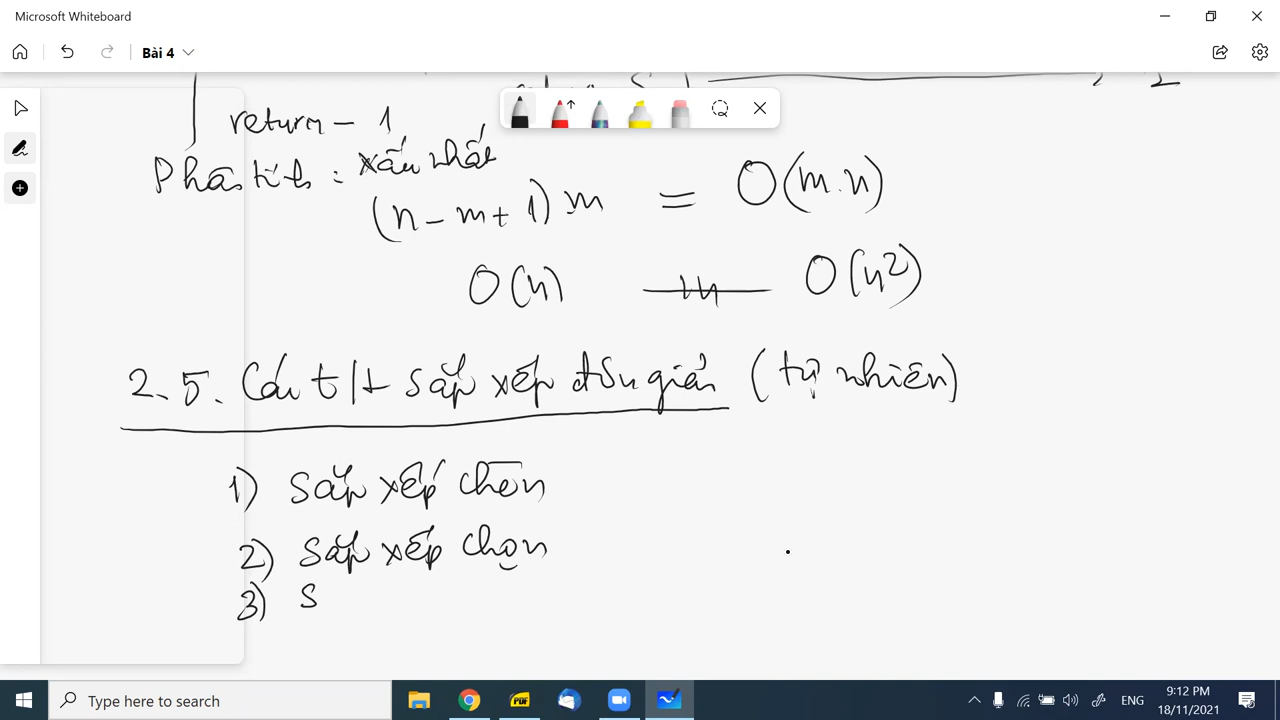 Microsoft Whiteboard
Bài 4
return - 1
Phân tích : xấu nhất
(n - m + 1) m = O(m.n)
O(n) O(n²)
2.5. Các t/t sắp xếp đơn giản (tự nhiên)
1) sắp xếp chèn
2) sắp xếp chọn
3) S
Type here to search
PDF
ENG
9:12 PM
18/11/2021